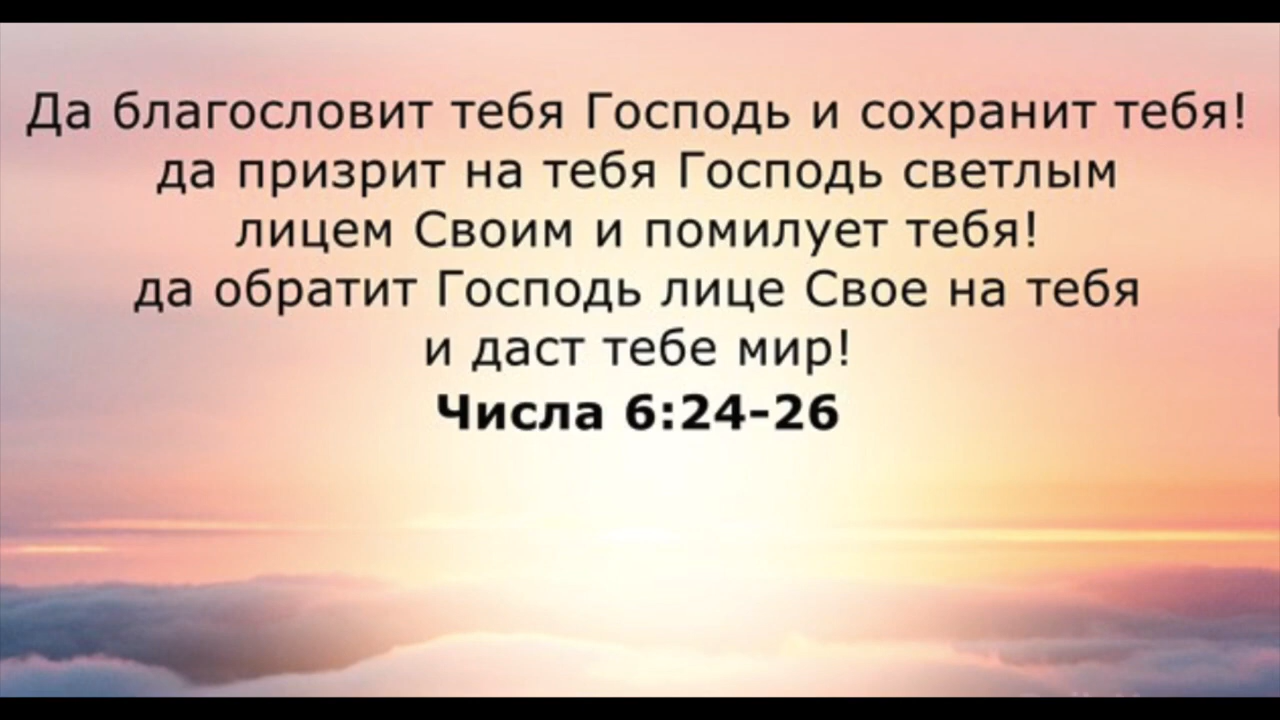 Да благословит тебя Господь и сохранит тебя!
да призрит на тебя Господь светлым
лицем Своим и помилует тебя!
да обратит Господь лице Свое на тебя
и даст тебе мир!
Числа 6:24-26